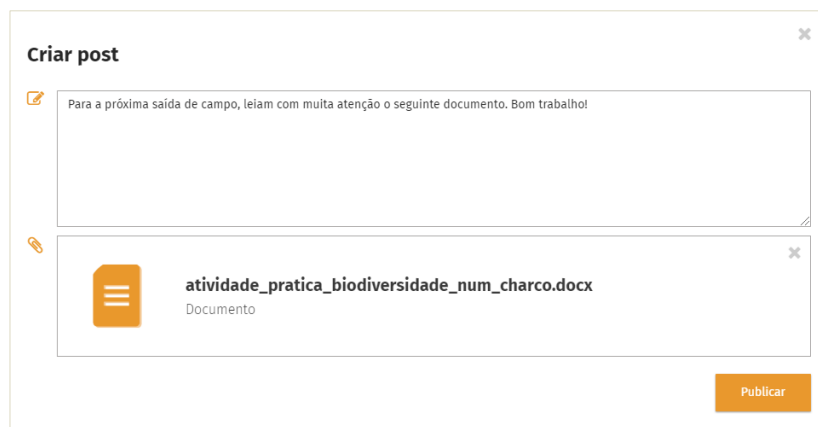 Criar post
Para a próxima saída de campo, leiam com muita atenção o seguinte documento. Bom trabalho!
atividade_pratica_biodiversidade_num_charco.docx
Documento
Publicar